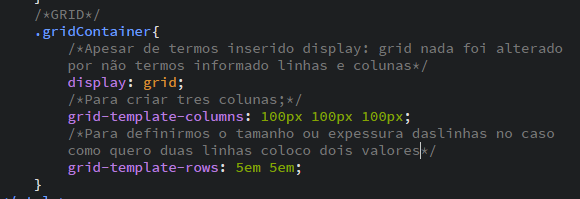 /*GRID*/
.gridContainer{
/*Apesar de termos inserido display: grid nada foi alterado
por não termos informado linhas e colunas*/
display: grid;
/*Para criar tres colunas;*/
grid-template-columns: 100px 100px 100px;
/*Para definirmos o tamanho ou expessura daslinhas no caso
como quero duas linhas coloco dois valores*/
grid-template-rows: 5em 5em;
}